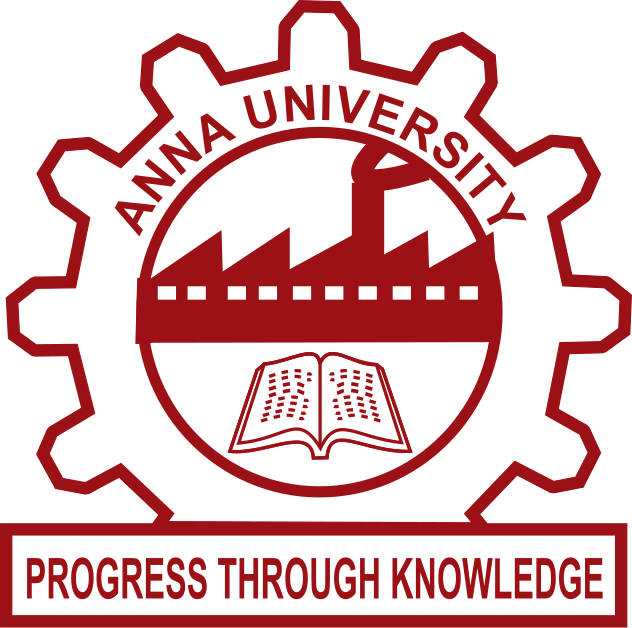 ANNA UNIVERSITY
PROGRESS THROUGH KNOWLEDGE